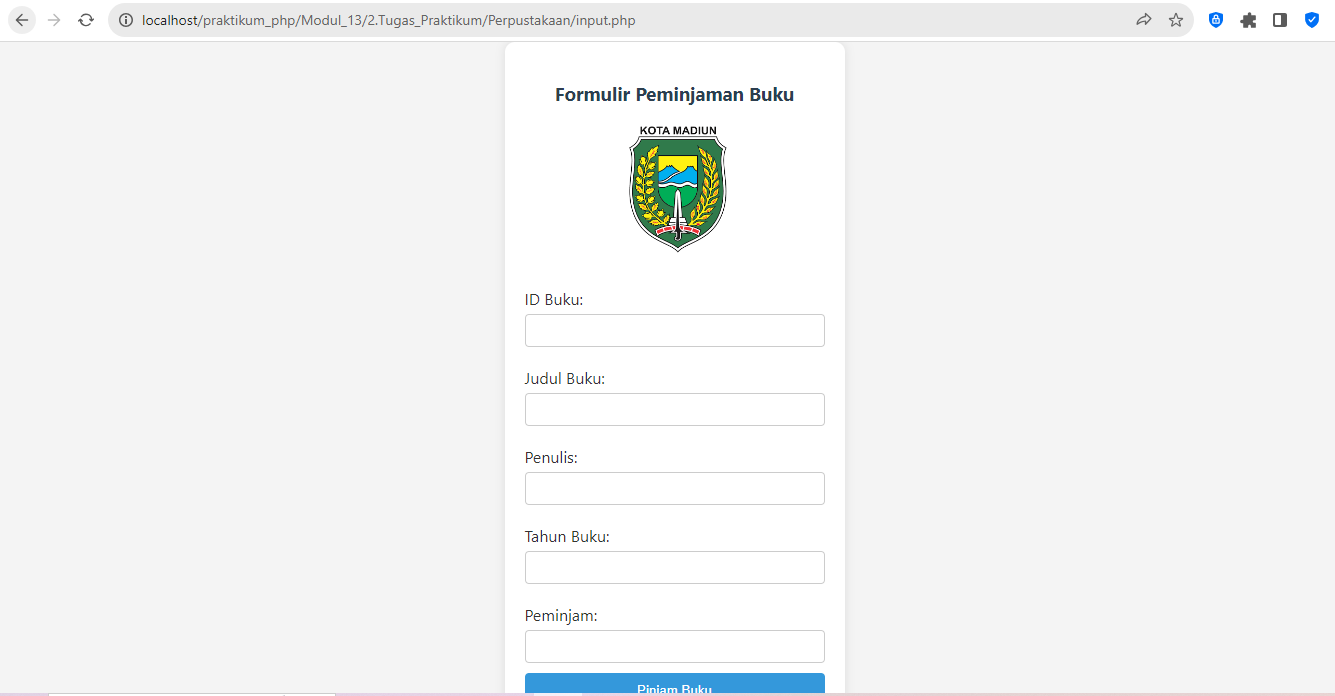 localhost/praktikum_php/Modul_13/2.Tugas_Praktikum/Perpustakaan/input.php
Formulir Peminjaman Buku
KOTA MADIUN
ID Buku:
Judul Buku:
Penulis:
Tahun Buku:
Peminjam:
Pinjam Buku